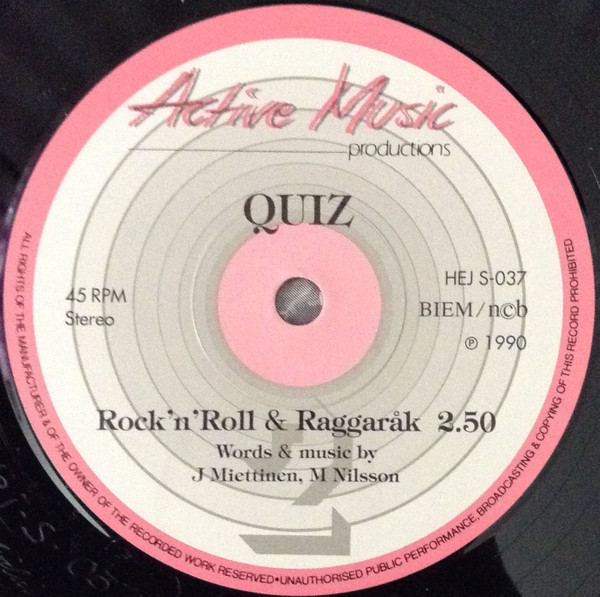 Active Music
productions
QUIZ
45 RPM
Stereo
HEJ S-037
BIEM/n©b
℗ 1990
Rock'n'Roll & Raggaråk 2.50
Words & music by
J Miettinen, M Nilsson
ALL RIGHTS OF THE MANUFACTURER & OF THE OWNER OF THE RECORDED WORK RESERVED•UNAUTHORISED PUBLIC PERFORMANCE, BROADCASTING & COPYING OF THIS RECORD PROHIBITED